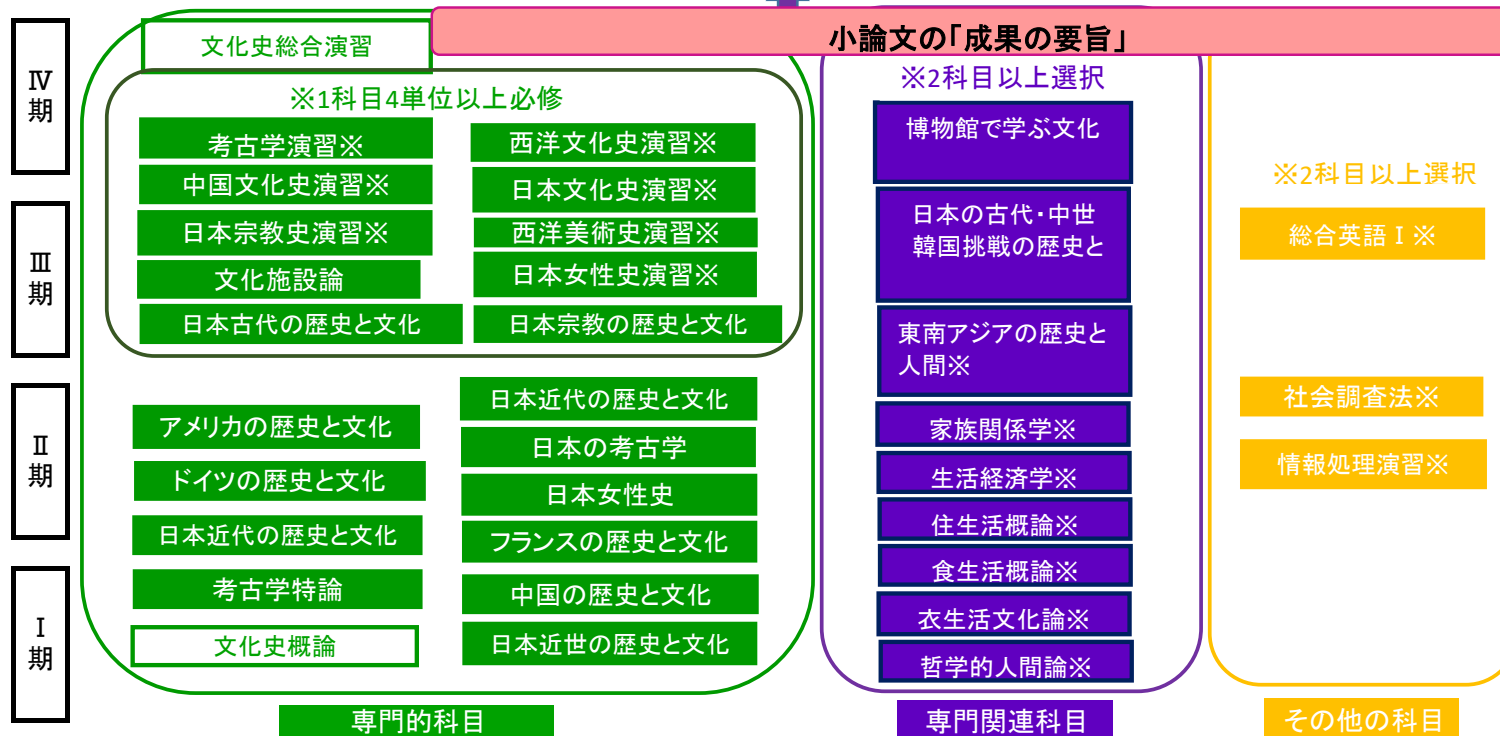 小論文の「成果の要旨」
Ⅳ
期
Ⅲ
期
Ⅱ
期
Ⅰ
期
文化史総合演習
※1科目4単位以上必修
考古学演習※
西洋文化史演習※
中国文化史演習※
日本文化史演習※
日本宗教史演習※
西洋美術史演習※
文化施設論
日本女性史演習※
日本古代の歴史と文化
日本宗教の歴史と文化
日本近代の歴史と文化
アメリカの歴史と文化
日本の考古学
ドイツの歴史と文化
日本女性史
日本近代の歴史と文化
フランスの歴史と文化
考古学特論
中国の歴史と文化
文化史概論
日本近世の歴史と文化
専門的科目
※2科目以上選択
博物館で学ぶ文化
日本の古代・中世
韓国挑戦の歴史と
東南アジアの歴史と
人間※
家族関係学※
生活経済学※
住生活概論※
食生活概論※
衣生活文化論※
哲学的人間論※
専門関連科目
※2科目以上選択
総合英語Ⅰ※
社会調査法※
情報処理演習※
その他の科目